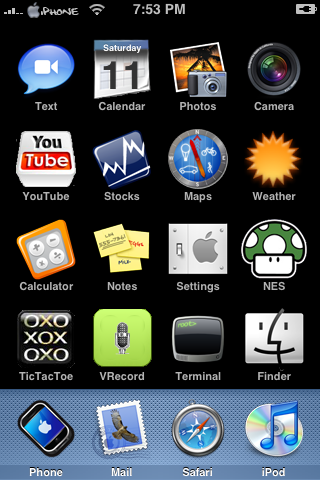 iPHONE 7:53 PM
Saturday
11
Text Calendar Photos Camera
You
Tube
YouTube Stocks Maps Weather
Calculator Notes Settings NES
OXO
XOX
OXO
root:
TicTacToe VRecord Terminal Finder
Phone Mail Safari iPod